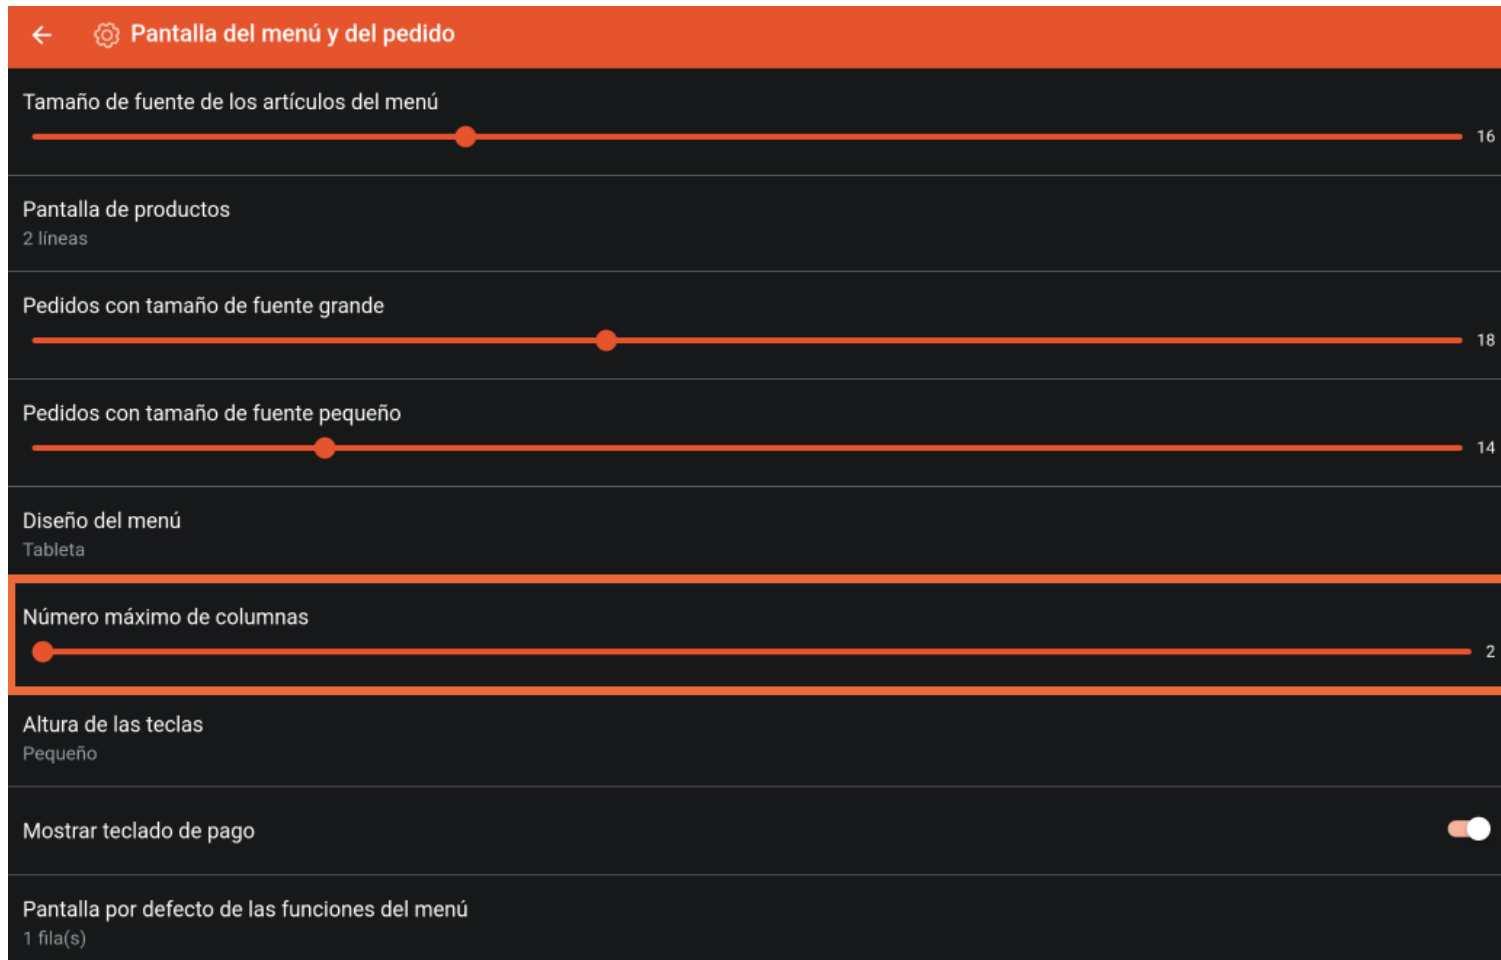 Pantalla del menú y del pedido
Tamaño de fuente de los artículos del menú
16
Pantalla de productos
2 líneas
Pedidos con tamaño de fuente grande
18
Pedidos con tamaño de fuente pequeño
14
Diseño del menú
Tableta
Número máximo de columnas
2
Altura de las teclas
Pequeño
Mostrar teclado de pago
Pantalla por defecto de las funciones del menú
1 fila(s)